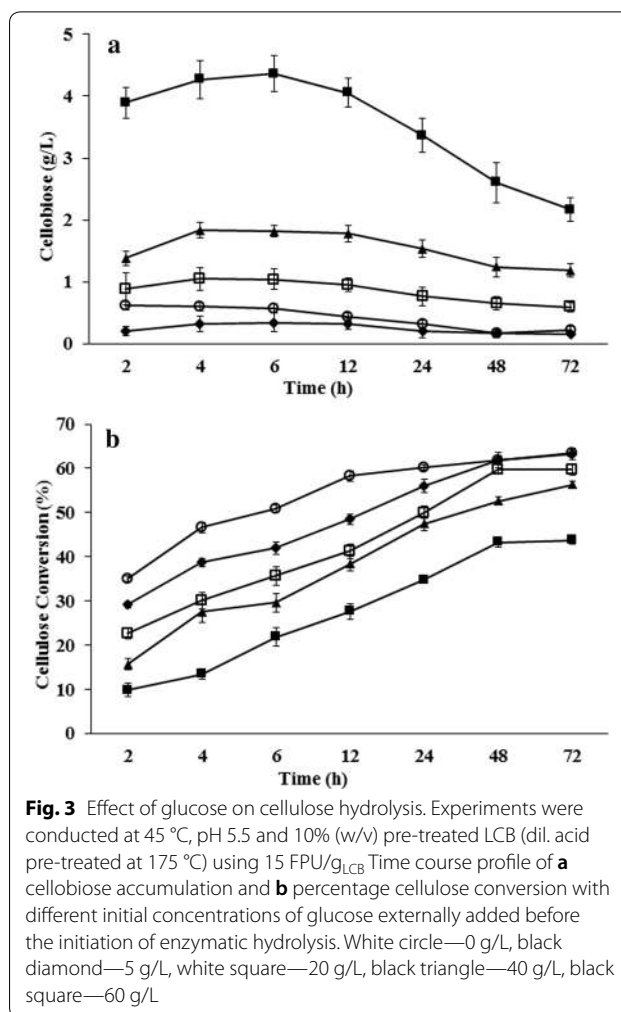 a
5
4
3
2
1
0
Cellobiose (g/L)
2 4 6 12 24 48 72
Time (h)
b
70
60
50
40
30
20
10
0
Cellulose Conversion (%)
2 4 6 12 24 48 72
Time (h)
Fig. 3 Effect of glucose on cellulose hydrolysis. Experiments were
conducted at 45 °C, pH 5.5 and 10% (w/v) pre-treated LCB (dil. acid
pre-treated at 175 °C) using 15 FPU/gLCB Time course profile of a
cellobiose accumulation and b percentage cellulose conversion with
different initial concentrations of glucose externally added before
the initiation of enzymatic hydrolysis. White circle—0 g/L, black
diamond—5 g/L, white square—20 g/L, black triangle—40 g/L, black
square—60 g/L